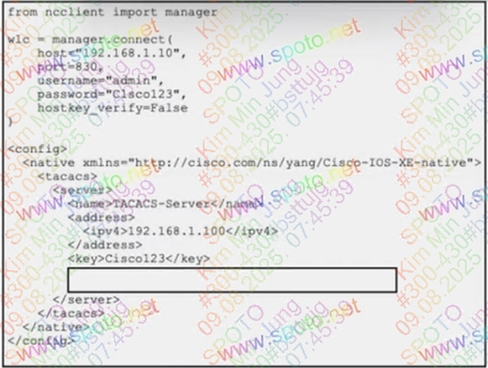 from ncclient import manager
wlc = manager.connect(
host="192.168.1.10",
port=830,
username="admin",
password="C1sco123",
hostkey_verify=False
)
<config>
<native xmlns="http://cisco.com/ns/yang/Cisco-IOS-XE-native">
<tacacs>
<server>
<name>TACACS-Server</name>
<address>
<ipv4>192.168.1.100</ipv4>
</address>
<key>Cisco123</key>
</server>
</tacacs>
</native>
</config>
www.spoto.net
SPOTO
Kim Min Jung
#300-430#bsttujg
09.08.2025. 07:45:39